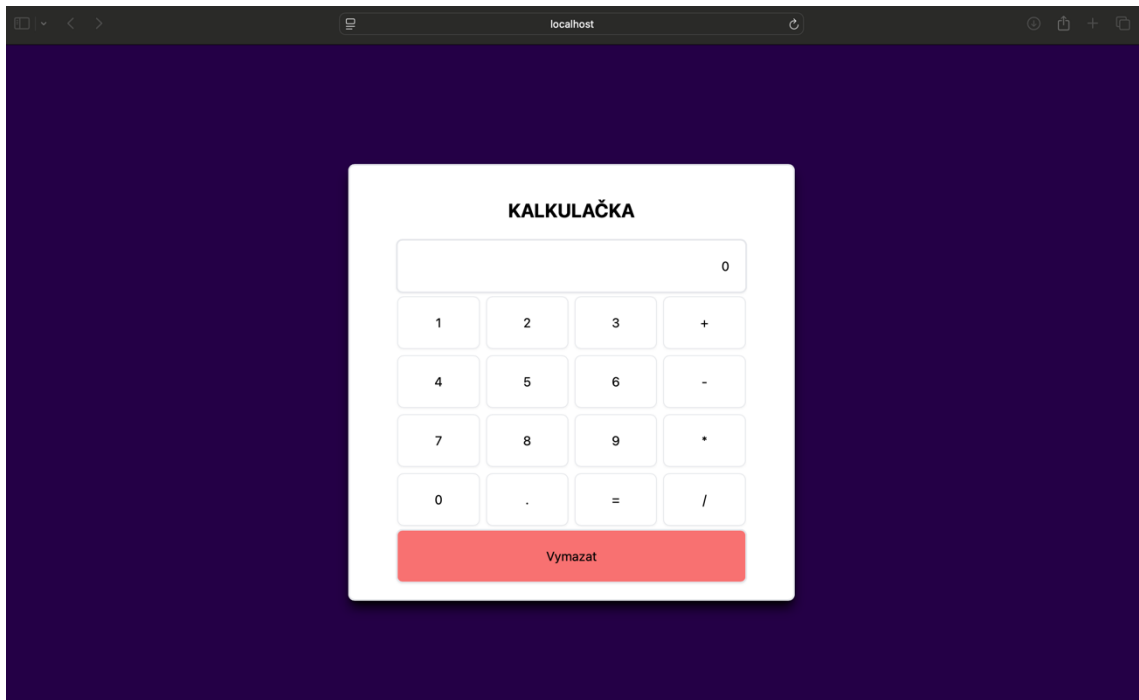 localhost
KALKULAČKA
0
1 2 3 +
4 5 6 -
7 8 9 *
0 . = /
Vymazat